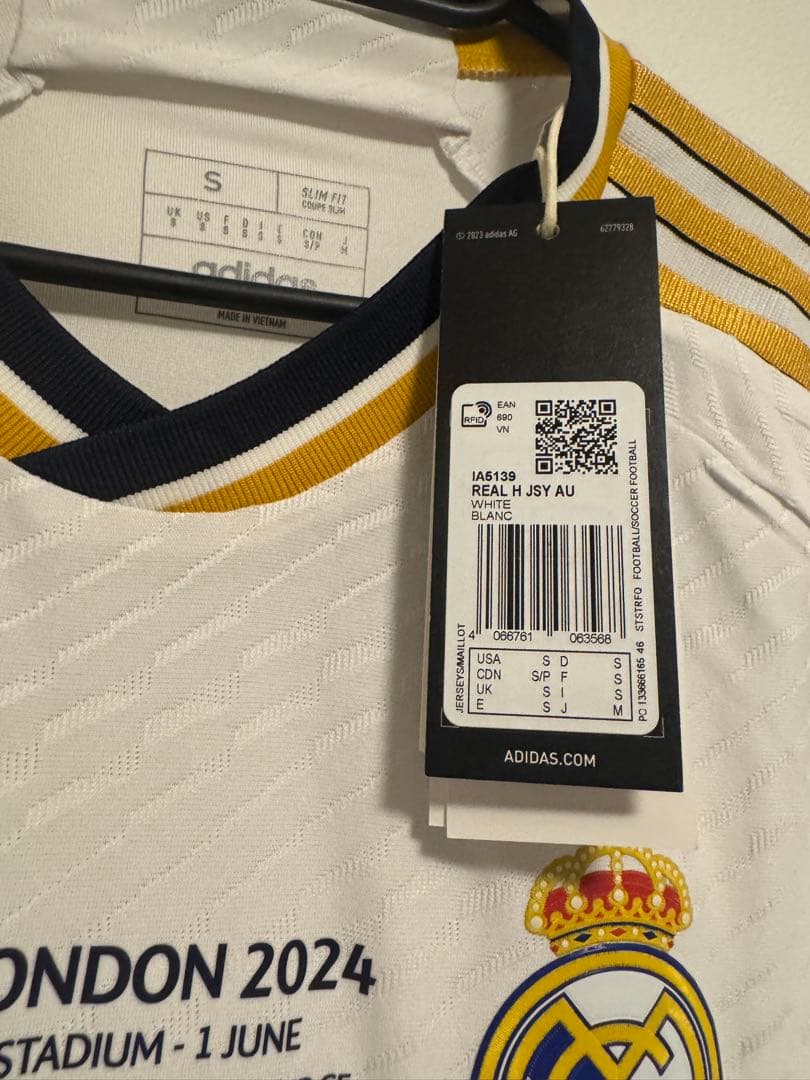 S
SLIM FIT
COUPE SLIM
UK US F D I E CDN J
S S S S S S S/P M
adidas
MADE IN VIETNAM
© 2023 adidas AG
62779328
RFID
EAN
690
VN
IA5139
REAL H JSY AU
WHITE
BLANC
4 066761 063568
USA S D S
CDN S/P F S
UK S I S
E S J M
JERSEYS/MAILLOT
PO 133666165 46 STSTRFQ FOOTBALL/SOCCER FOOTBALL
ADIDAS.COM
ONDON 2024
STADIUM - 1 JUNE